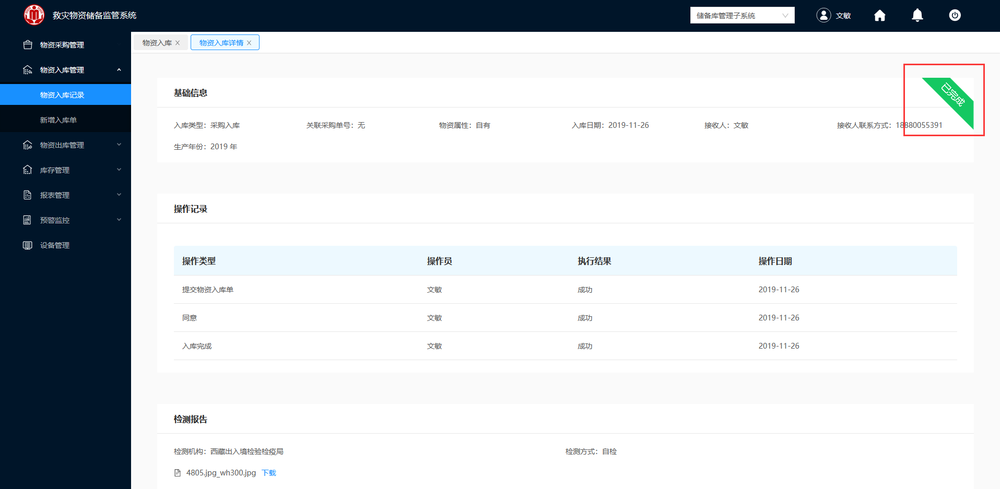 救灾物资储备监管系统
储备库管理子系统
文敏
物资采购管理
物资入库管理
物资入库记录
新增入库单
物资出库管理
库存管理
报表管理
预警监控
设备管理
物资入库
物资入库详情
基础信息
已完成
入库类型：采购入库 关联采购单号：无 物资属性：自有 入库日期：2019-11-26 接收人：文敏 接收人联系方式：18880055391
生产年份：2019 年
操作记录
操作类型 操作员 执行结果 操作日期
提交物资入库单 文敏 成功 2019-11-26
同意 文敏 成功 2019-11-26
入库完成 文敏 成功 2019-11-26
检测报告
检测机构：西藏出入境检验检疫局 检测方式：自检
4805.jpg_wh300.jpg 下载